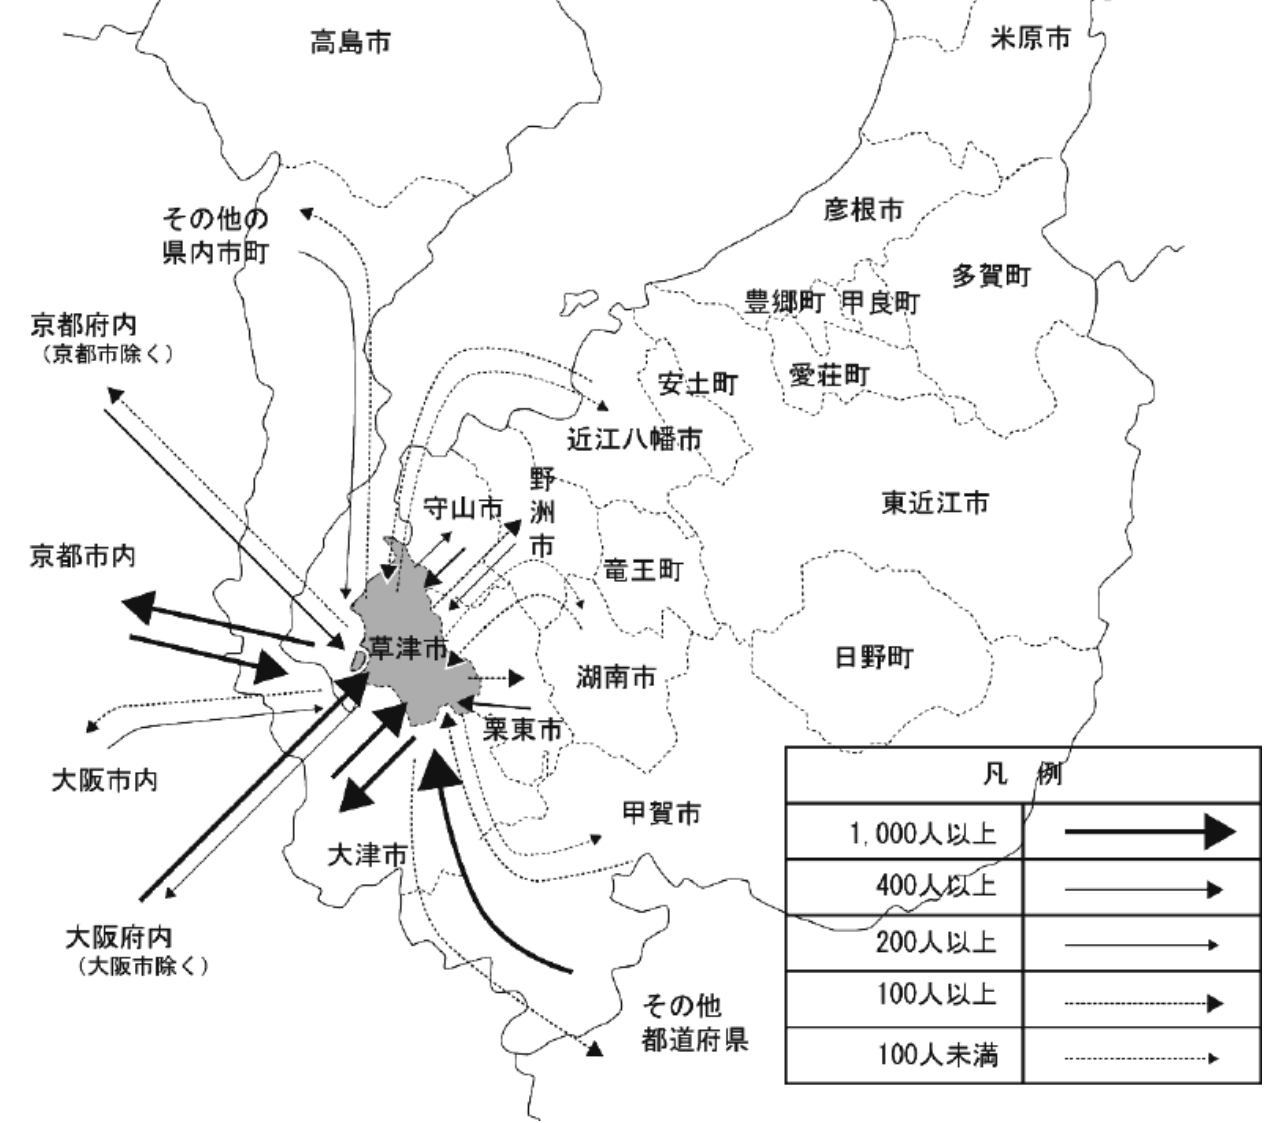 高島市
米原市
その他の
県内市町
彦根市
多賀町
豊郷町
甲良町
京都府内
（京都市除く）
安土町
愛荘町
近江八幡市
野洲市
守山市
東近江市
京都市内
竜王町
草津市
湖南市
日野町
栗東市
大阪市内
甲賀市
大津市
大阪府内
（大阪市除く）
その他
都道府県
凡 例
1,000人以上
400人以上
200人以上
100人以上
100人未満